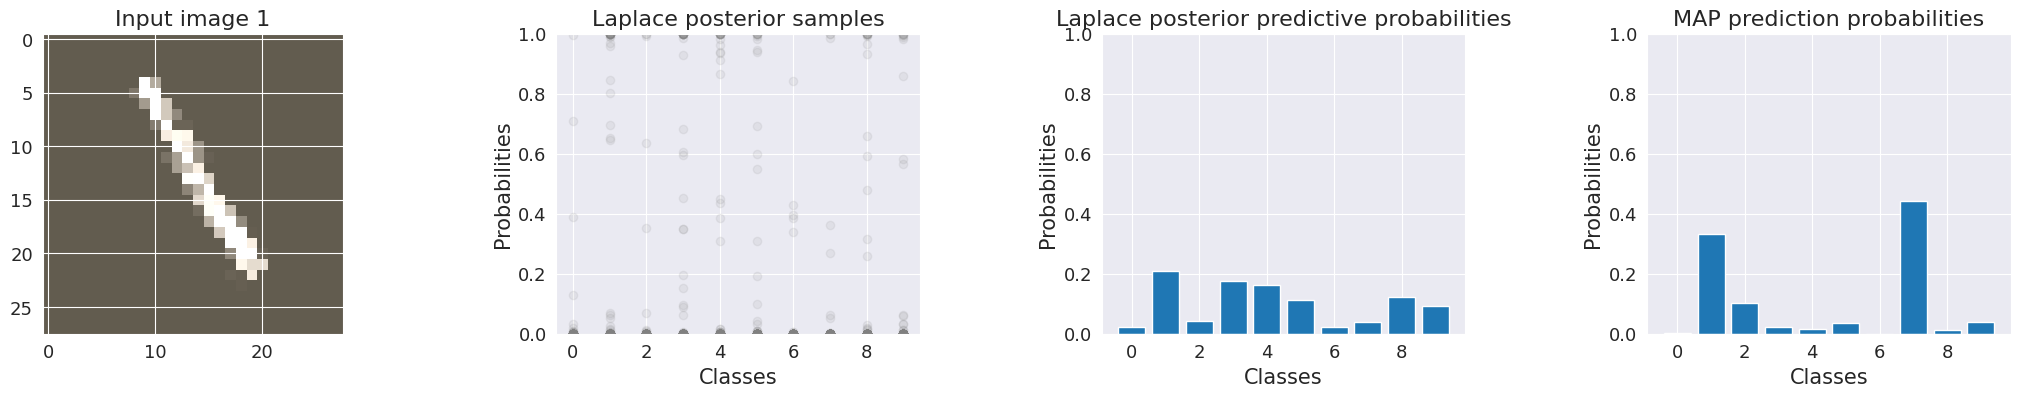 Input image 1
0
5
10
15
20
25
0 10 20
Laplace posterior samples
Probabilities
1.0
0.8
0.6
0.4
0.2
0.0
0 2 4 6 8
Classes
Laplace posterior predictive probabilities
Probabilities
1.0
0.8
0.6
0.4
0.2
0.0
0 2 4 6 8
Classes
MAP prediction probabilities
Probabilities
1.0
0.8
0.6
0.4
0.2
0.0
0 2 4 6 8
Classes